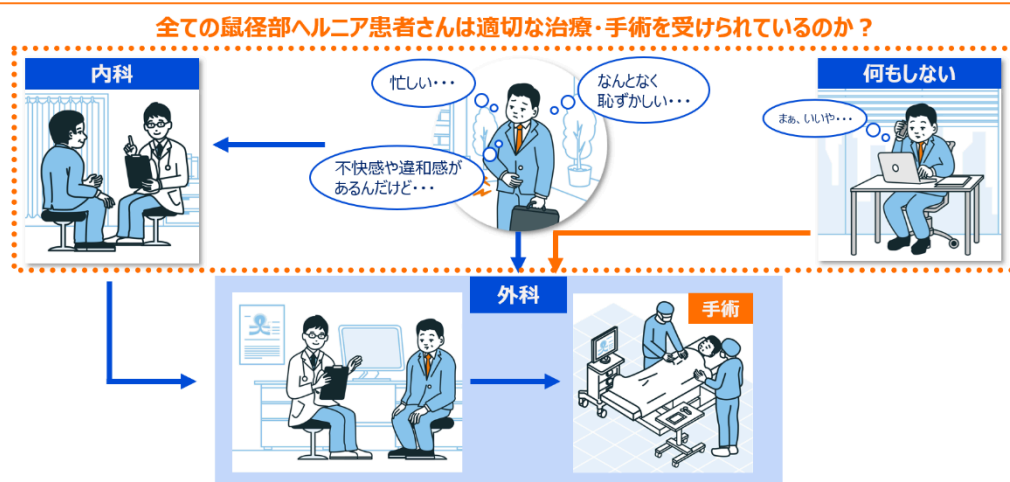 全ての鼠径部ヘルニア患者さんは適切な治療・手術を受けられているのか？
内科
忙しい・・・
なんとなく
恥ずかしい・・・
不快感や違和感が
あるんだけど・・・
何もしない
まぁ、いいや・・・
外科
手術